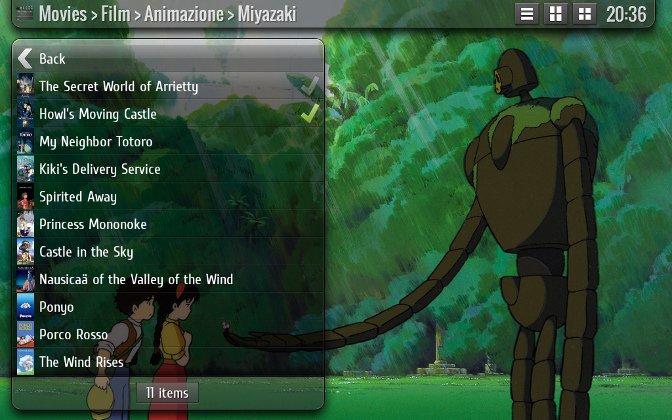 Movies > Film > Animazione > Miyazaki
20:36
Back
The Secret World of Arrietty
Howl's Moving Castle
My Neighbor Totoro
Kiki's Delivery Service
Spirited Away
Princess Mononoke
Castle in the Sky
Nausicaä of the Valley of the Wind
Ponyo
Porco Rosso
The Wind Rises
11 items